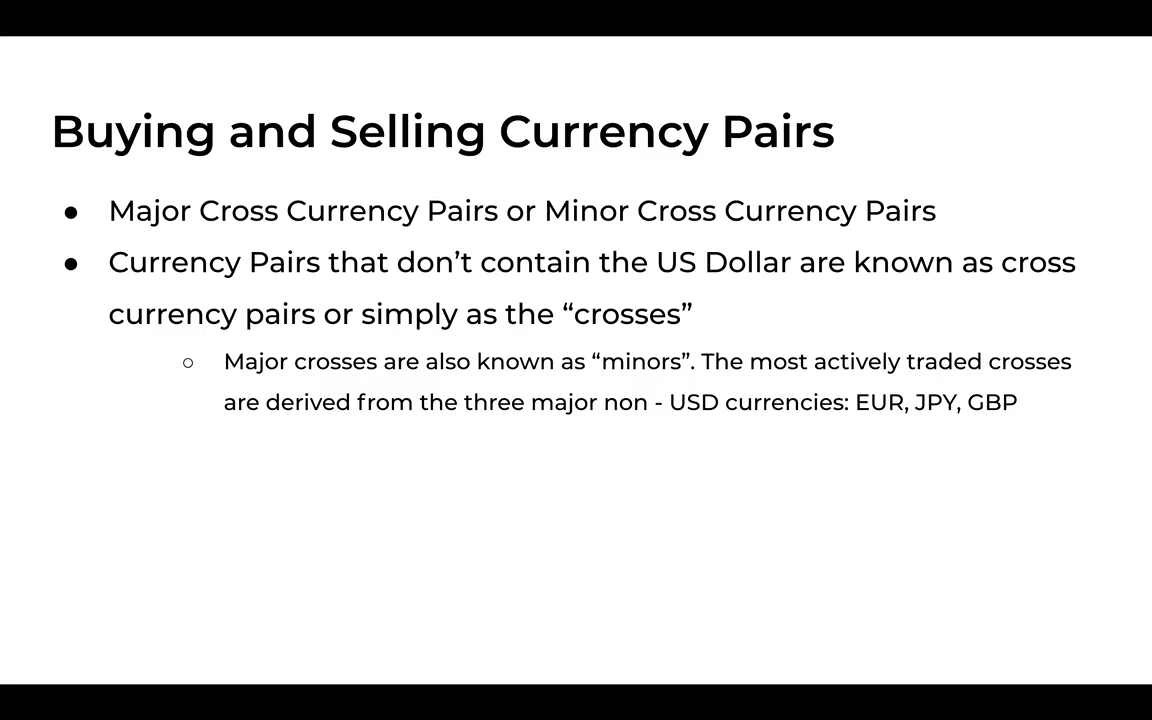 Buying and Selling Currency Pairs
● Major Cross Currency Pairs or Minor Cross Currency Pairs
● Currency Pairs that don’t contain the US Dollar are known as cross
currency pairs or simply as the “crosses”
○ Major crosses are also known as “minors”. The most actively traded crosses
are derived from the three major non - USD currencies: EUR, JPY, GBP